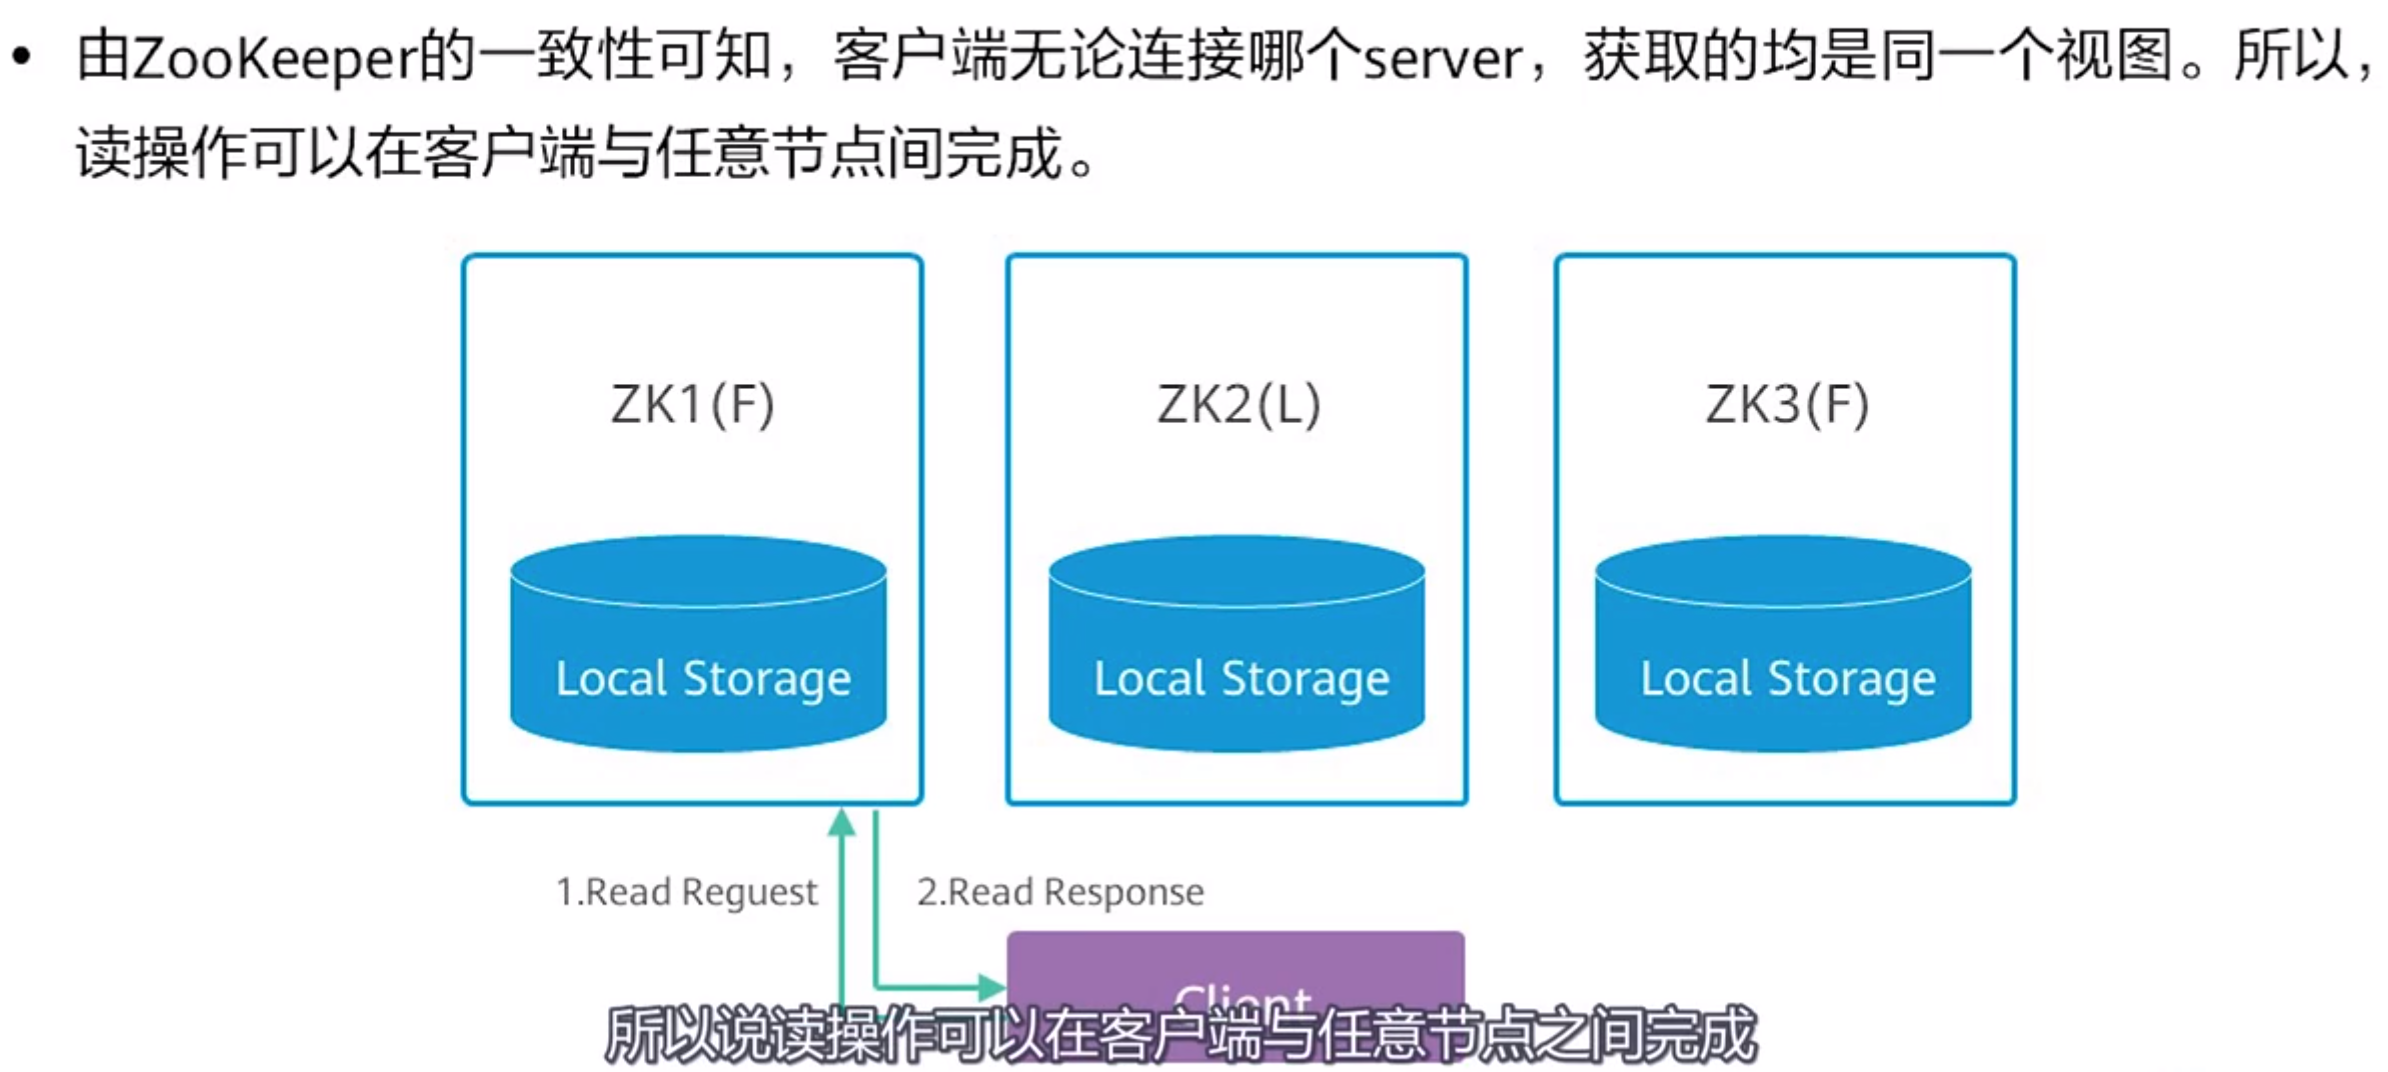 • 由ZooKeeper的一致性可知，客户端无论连接哪个server，获取的均是同一个视图。所以，
读操作可以在客户端与任意节点间完成。
ZK1(F)
ZK2(L)
ZK3(F)
Local Storage
Local Storage
Local Storage
1.Read Reguest
2.Read Response
Client
所以说读操作可以在客户端与任意节点之间完成